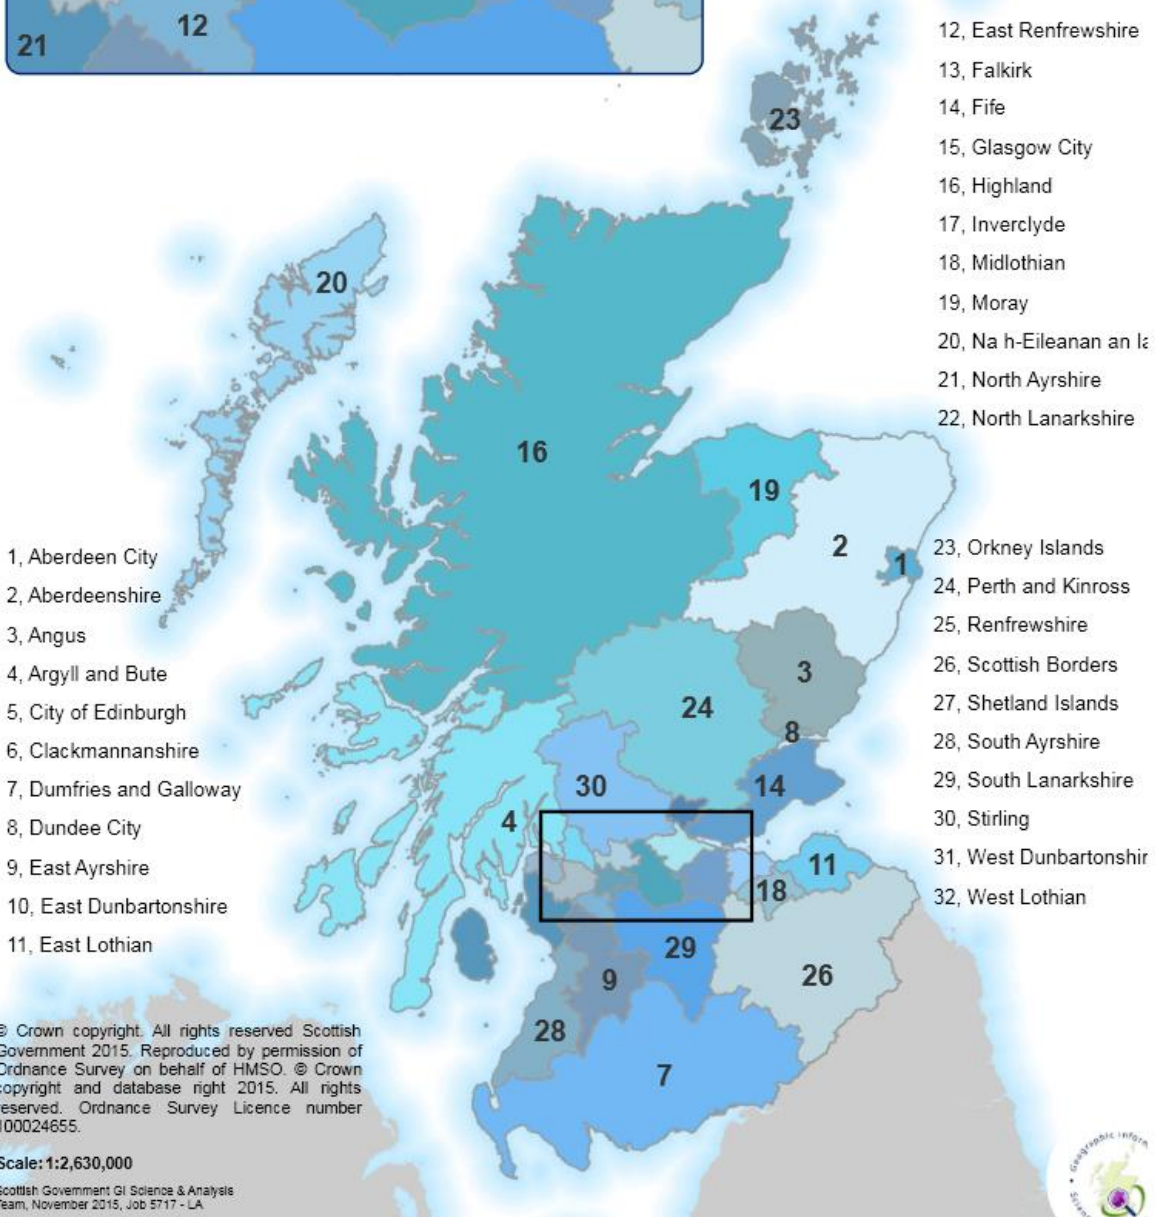 12
21
12, East Renfrewshire
13, Falkirk
14, Fife
15, Glasgow City
16, Highland
17, Inverclyde
18, Midlothian
19, Moray
20, Na h-Eileanan an Ia
21, North Ayrshire
22, North Lanarkshire
23
20
16
19
2
1
3
24
8
14
30
4
11
18
29
9
26
28
7
1, Aberdeen City
2, Aberdeenshire
3, Angus
4, Argyll and Bute
5, City of Edinburgh
6, Clackmannanshire
7, Dumfries and Galloway
8, Dundee City
9, East Ayrshire
10, East Dunbartonshire
11, East Lothian
23, Orkney Islands
24, Perth and Kinross
25, Renfrewshire
26, Scottish Borders
27, Shetland Islands
28, South Ayrshire
29, South Lanarkshire
30, Stirling
31, West Dunbartonshir
32, West Lothian
© Crown copyright. All rights reserved Scottish
Government 2015. Reproduced by permission of
Ordnance Survey on behalf of HMSO. © Crown
copyright and database right 2015. All rights
reserved. Ordnance Survey Licence number
100024655.
Scale: 1:2,630,000
Scottish Government GI Science & Analysis
Team, November 2015, Job 5717 - LA
Geographic Inform